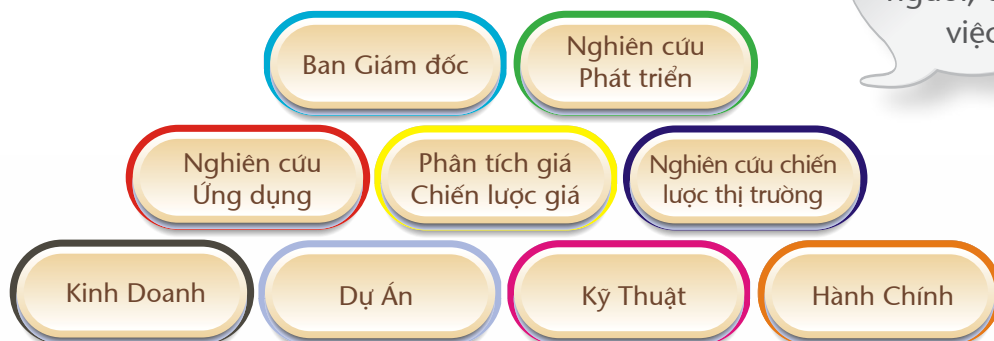 việc
Ban Giám đốc
Nghiên cứu
Phát triển
Nghiên cứu
Ứng dụng
Phân tích giá
Chiến lược giá
Nghiên cứu chiến
lược thị trường
Kinh Doanh
Dự Án
Kỹ Thuật
Hành Chính